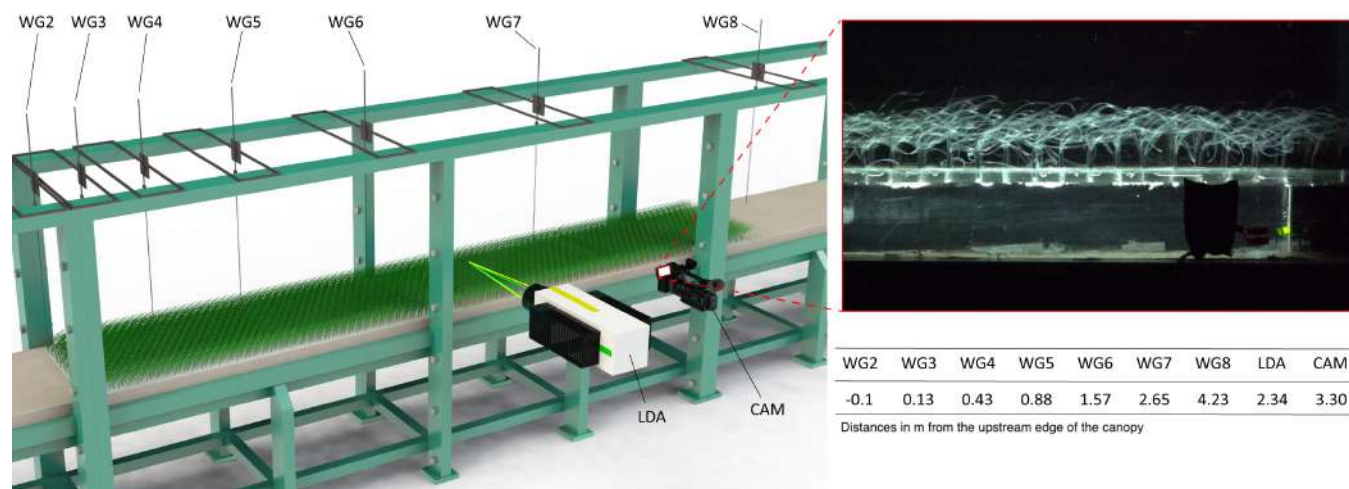 WG2 WG3 WG4 WG5 WG6 WG7 WG8
LDA
CAM
WG2 WG3 WG4 WG5 WG6 WG7 WG8 LDA CAM
-0.1 0.13 0.43 0.88 1.57 2.65 4.23 2.34 3.30
Distances in m from the upstream edge of the canopy